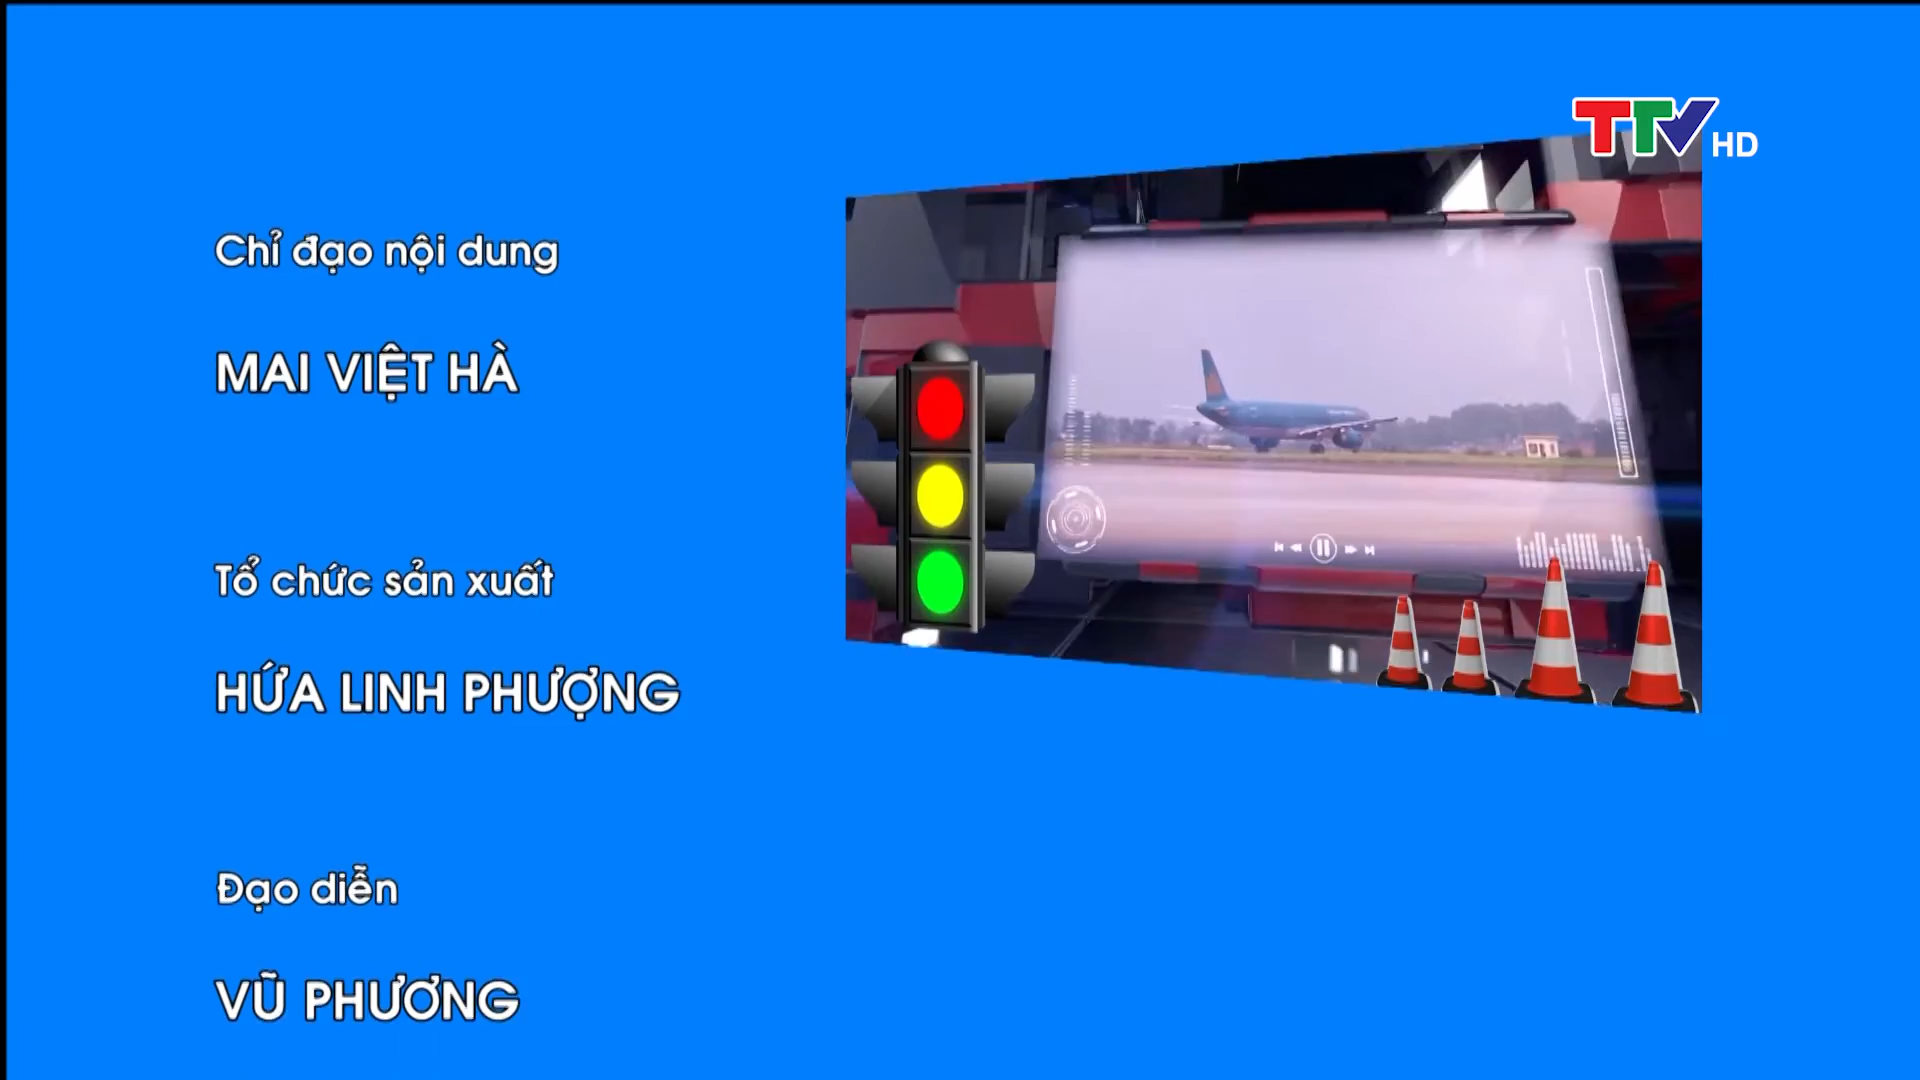 TTV HD
Chỉ đạo nội dung
MAI VIỆT HÀ
Tổ chức sản xuất
HỨA LINH PHƯỢNG
Đạo diễn
VŨ PHƯƠNG